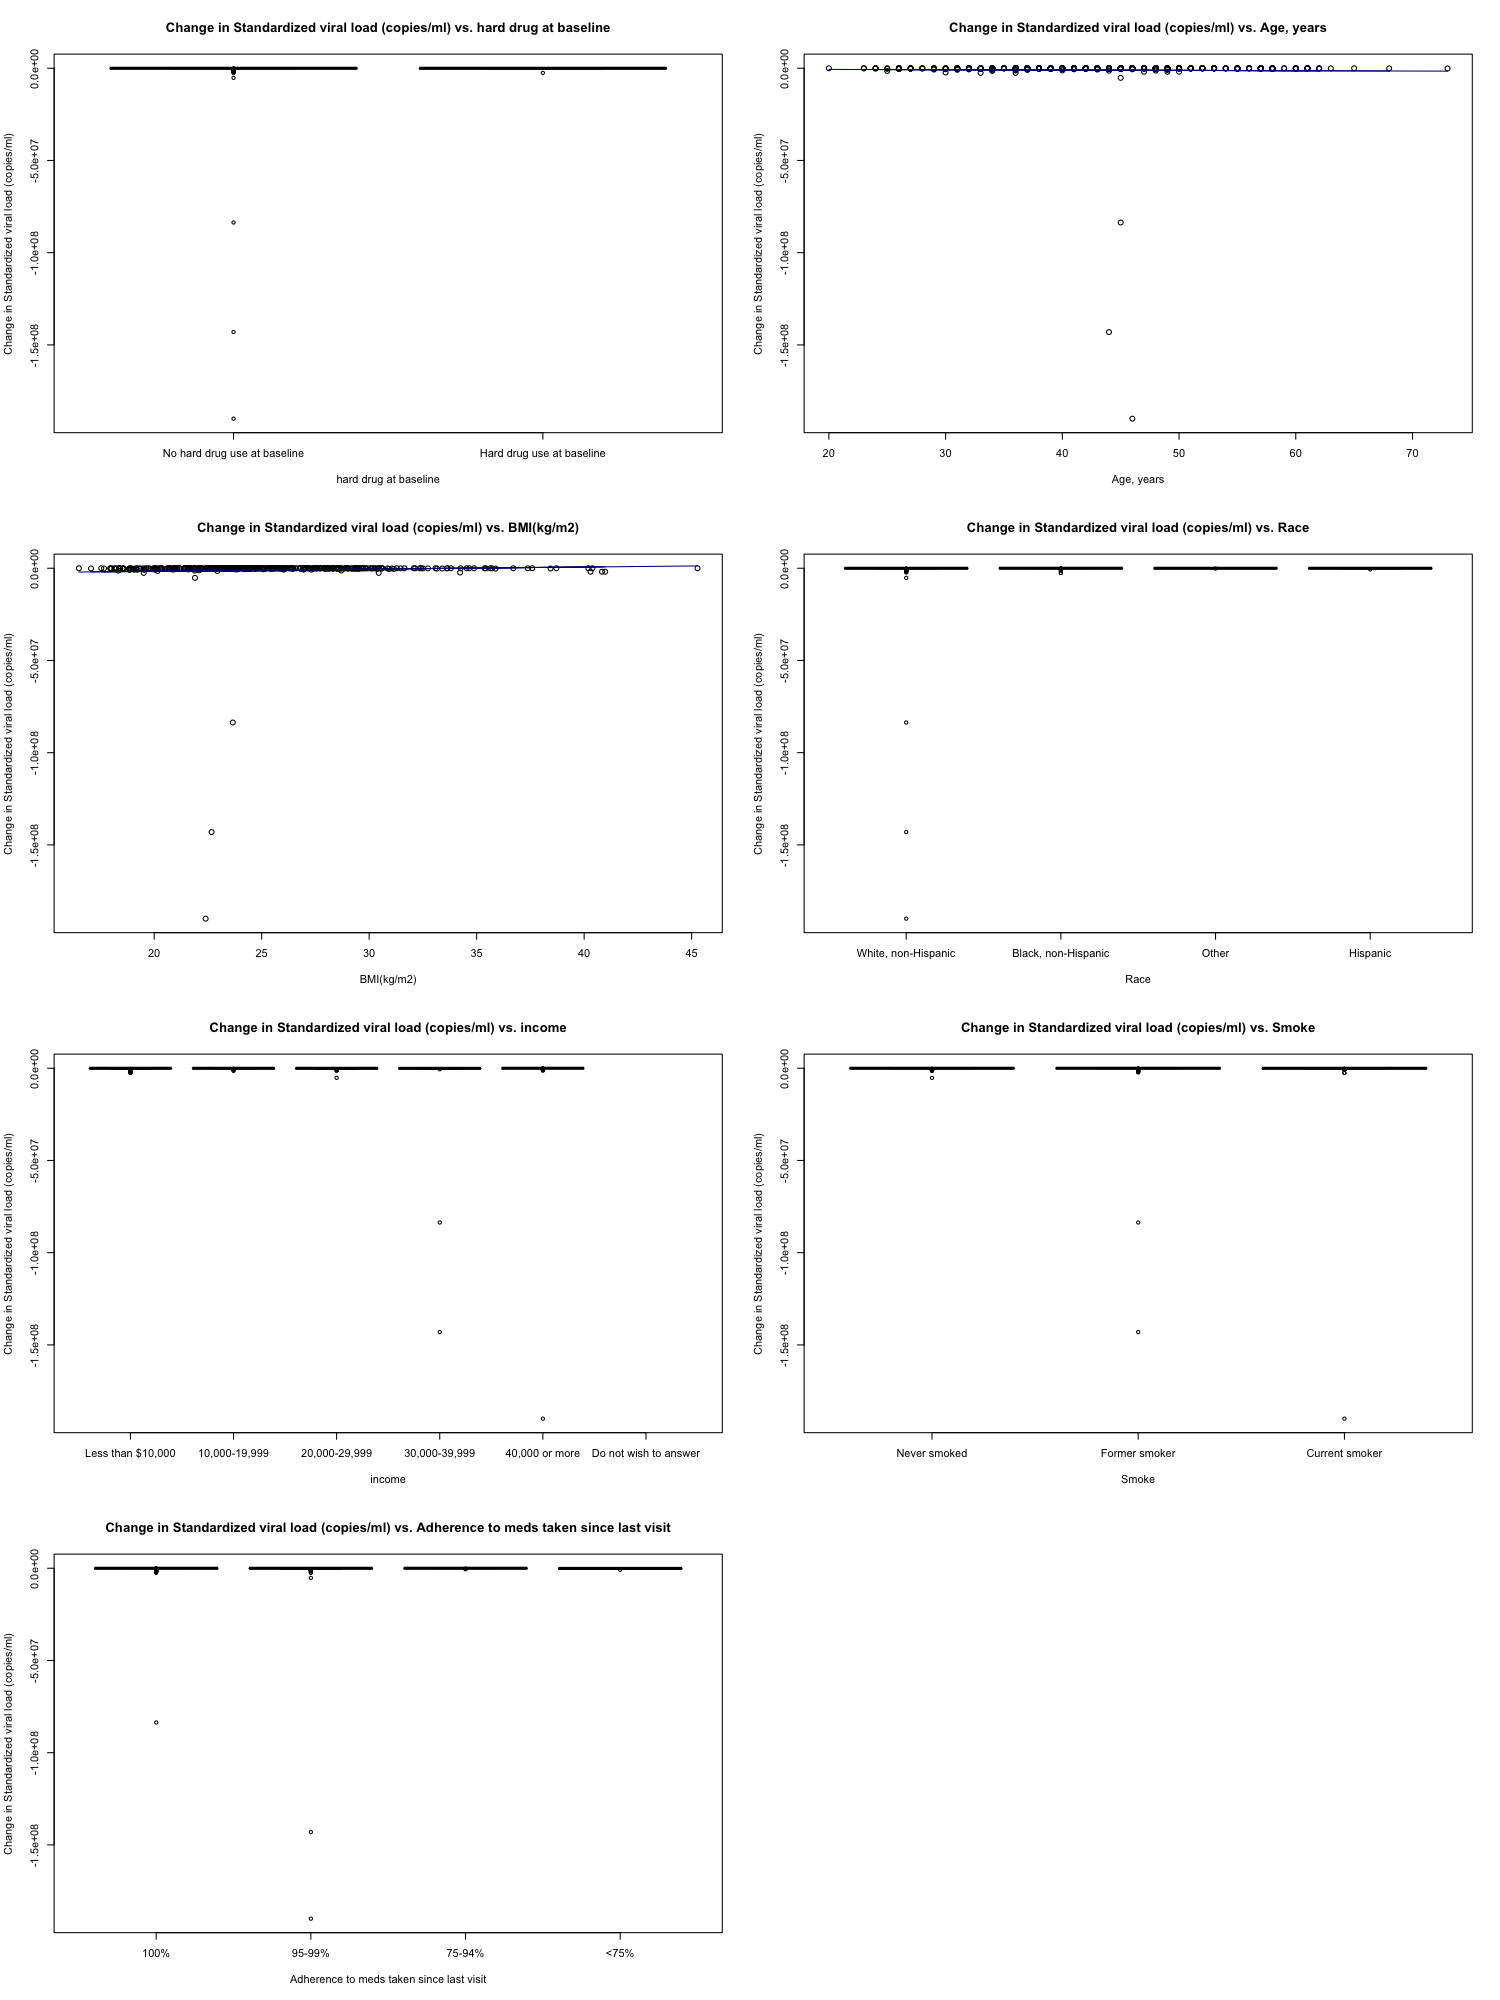 Change in Standardized viral load (copies/ml) vs. hard drug at baseline
Change in Standardized viral load (copies/ml)
0.0e+00
-5.0e+07
-1.0e+08
-1.5e+08
No hard drug use at baseline
Hard drug use at baseline
hard drug at baseline
Change in Standardized viral load (copies/ml) vs. Age, years
Change in Standardized viral load (copies/ml)
0.0e+00
-5.0e+07
-1.0e+08
-1.5e+08
20 30 40 50 60 70
Age, years
Change in Standardized viral load (copies/ml) vs. BMI(kg/m2)
Change in Standardized viral load (copies/ml)
0.0e+00
-5.0e+07
-1.0e+08
-1.5e+08
20 25 30 35 40 45
BMI(kg/m2)
Change in Standardized viral load (copies/ml) vs. Race
Change in Standardized viral load (copies/ml)
0.0e+00
-5.0e+07
-1.0e+08
-1.5e+08
White, non-Hispanic
Black, non-Hispanic
Other
Hispanic
Race
Change in Standardized viral load (copies/ml) vs. income
Change in Standardized viral load (copies/ml)
0.0e+00
-5.0e+07
-1.0e+08
-1.5e+08
Less than $10,000
10,000-19,999
20,000-29,999
30,000-39,999
40,000 or more
Do not wish to answer
income
Change in Standardized viral load (copies/ml) vs. Smoke
Change in Standardized viral load (copies/ml)
0.0e+00
-5.0e+07
-1.0e+08
-1.5e+08
Never smoked
Former smoker
Current smoker
Smoke
Change in Standardized viral load (copies/ml) vs. Adherence to meds taken since last visit
Change in Standardized viral load (copies/ml)
0.0e+00
-5.0e+07
-1.0e+08
-1.5e+08
100%
95-99%
75-94%
<75%
Adherence to meds taken since last visit